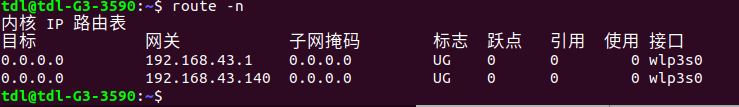 tdl@tdl-G3-3590:~$ route -n
内核 IP 路由表
目标 网关 子网掩码 标志 跃点 引用 使用 接口
0.0.0.0 192.168.43.1 0.0.0.0 UG 0 0 0 wlp3s0
0.0.0.0 192.168.43.140 0.0.0.0 UG 0 0 0 wlp3s0
tdl@tdl-G3-3590:~$